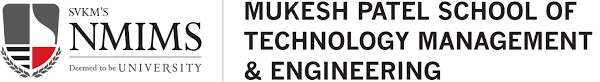 SVKM'S
NMIMS
Deemed to be UNIVERSITY
MUKESH PATEL SCHOOL OF
TECHNOLOGY MANAGEMENT
& ENGINEERING